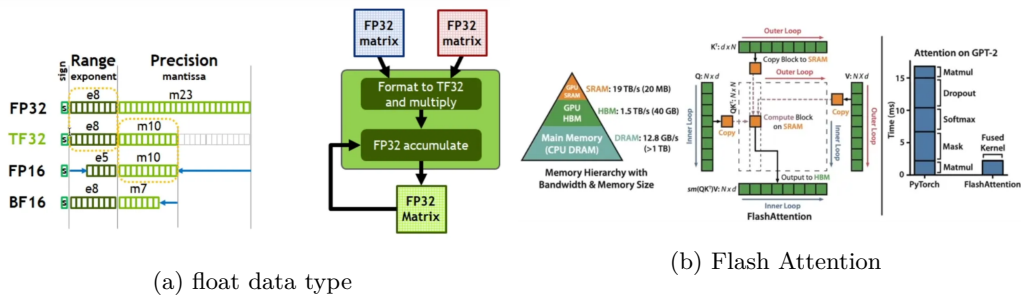 Range
Precision
sign
exponent
mantissa
FP32
s
e8
m23
TF32
s
e8
m10
FP16
s
e5
m10
BF16
s
e8
m7
FP32
matrix
FP32
matrix
Format to TF32
and multiply
FP32 accumulate
FP32
Matrix
(a) float data type
GPU
SRAM
GPU
HBM
Main Memory
(CPU DRAM)
SRAM: 19 TB/s (20 MB)
HBM: 1.5 TB/s (40 GB)
DRAM: 12.8 GB/s
(>1 TB)
Memory Hierarchy with
Bandwidth & Memory Size
Outer Loop
Kᵀ: d x N
Copy Block to SRAM
Outer Loop
Q: N x d
V: N X d
QKᵀ: N x N
Inner Loop
Copy
Compute Block
on SRAM
Copy
Inner Loop
Outer Loop
Output to HBM
sm(QKᵀ)V: N x d
Inner Loop
FlashAttention
Attention on GPT-2
Time (ms)
15
10
5
0
Matmul
Dropout
Softmax
Mask
Matmul
Fused
Kernel
PyTorch
FlashAttention
(b) Flash Attention